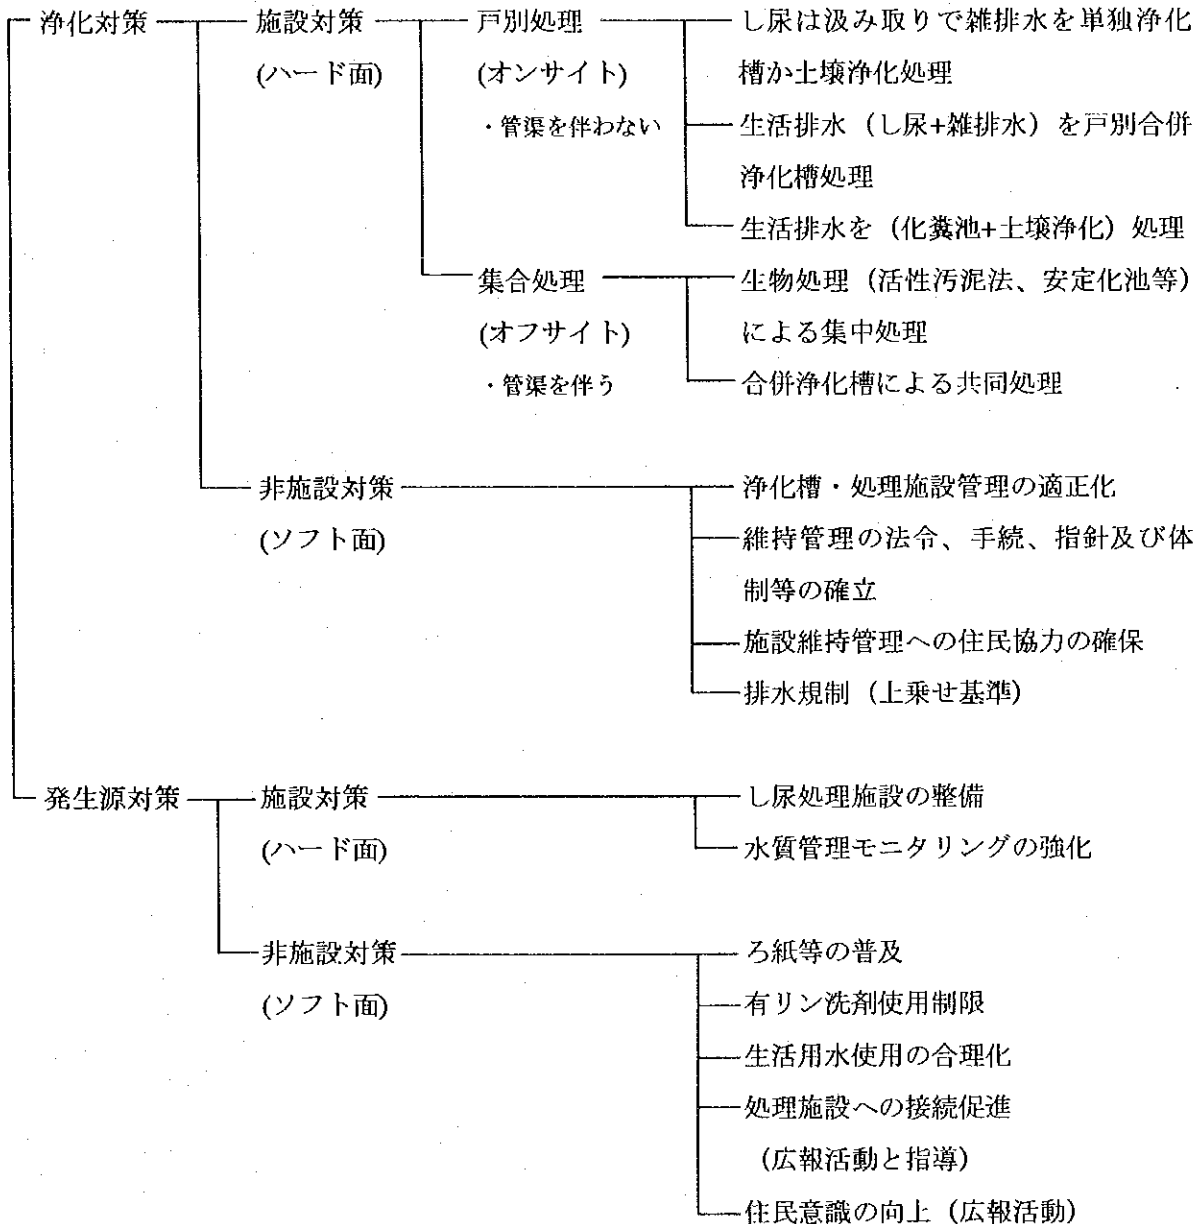 浄化対策
施設対策
(ハード面)
戸別処理
(オンサイト)
・管渠を伴わない
し尿は汲み取りで雑排水を単独浄化
槽か土壌浄化処理
生活排水（し尿+雑排水）を戸別合併
浄化槽処理
生活排水を（化糞池+土壌浄化）処理
集合処理
(オフサイト)
・管渠を伴う
生物処理（活性汚泥法、安定化池等）
による集中処理
合併浄化槽による共同処理
非施設対策
(ソフト面)
浄化槽・処理施設管理の適正化
維持管理の法令、手続、指針及び体
制等の確立
施設維持管理への住民協力の確保
排水規制（上乗せ基準）
発生源対策
施設対策
(ハード面)
し尿処理施設の整備
水質管理モニタリングの強化
非施設対策
(ソフト面)
ろ紙等の普及
有リン洗剤使用制限
生活用水使用の合理化
処理施設への接続促進
（広報活動と指導）
住民意識の向上（広報活動）